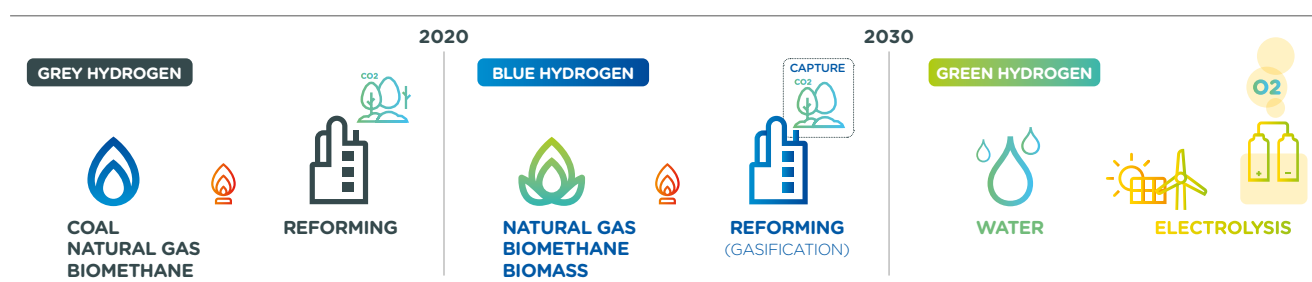 2020
2030
GREY HYDROGEN
CO2
COAL
NATURAL GAS
BIOMETHANE
REFORMING
BLUE HYDROGEN
CAPTURE
CO2
NATURAL GAS
BIOMETHANE
BIOMASS
REFORMING
(GASIFICATION)
GREEN HYDROGEN
O2
+ -
WATER
ELECTROLYSIS